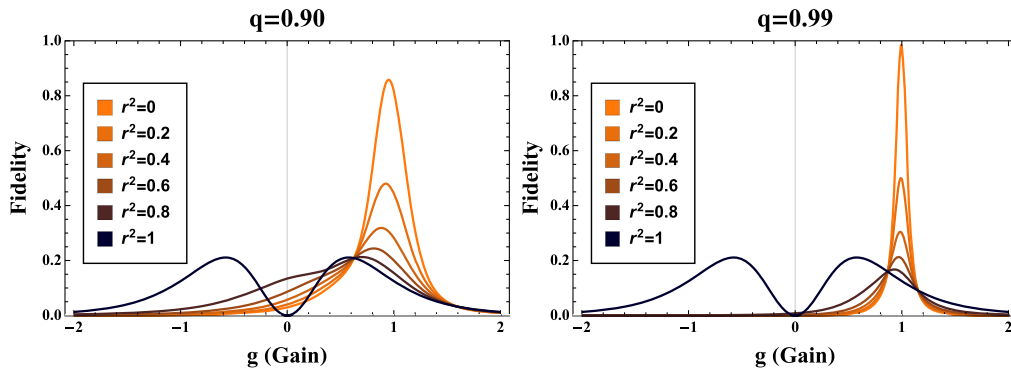 q=0.90
Fidelity
1.0
0.8
0.6
0.4
0.2
0.0
r²=0
r²=0.2
r²=0.4
r²=0.6
r²=0.8
r²=1
−2
−1
0
1
2
g (Gain)
q=0.99
Fidelity
1.0
0.8
0.6
0.4
0.2
0.0
r²=0
r²=0.2
r²=0.4
r²=0.6
r²=0.8
r²=1
−2
−1
0
1
2
g (Gain)